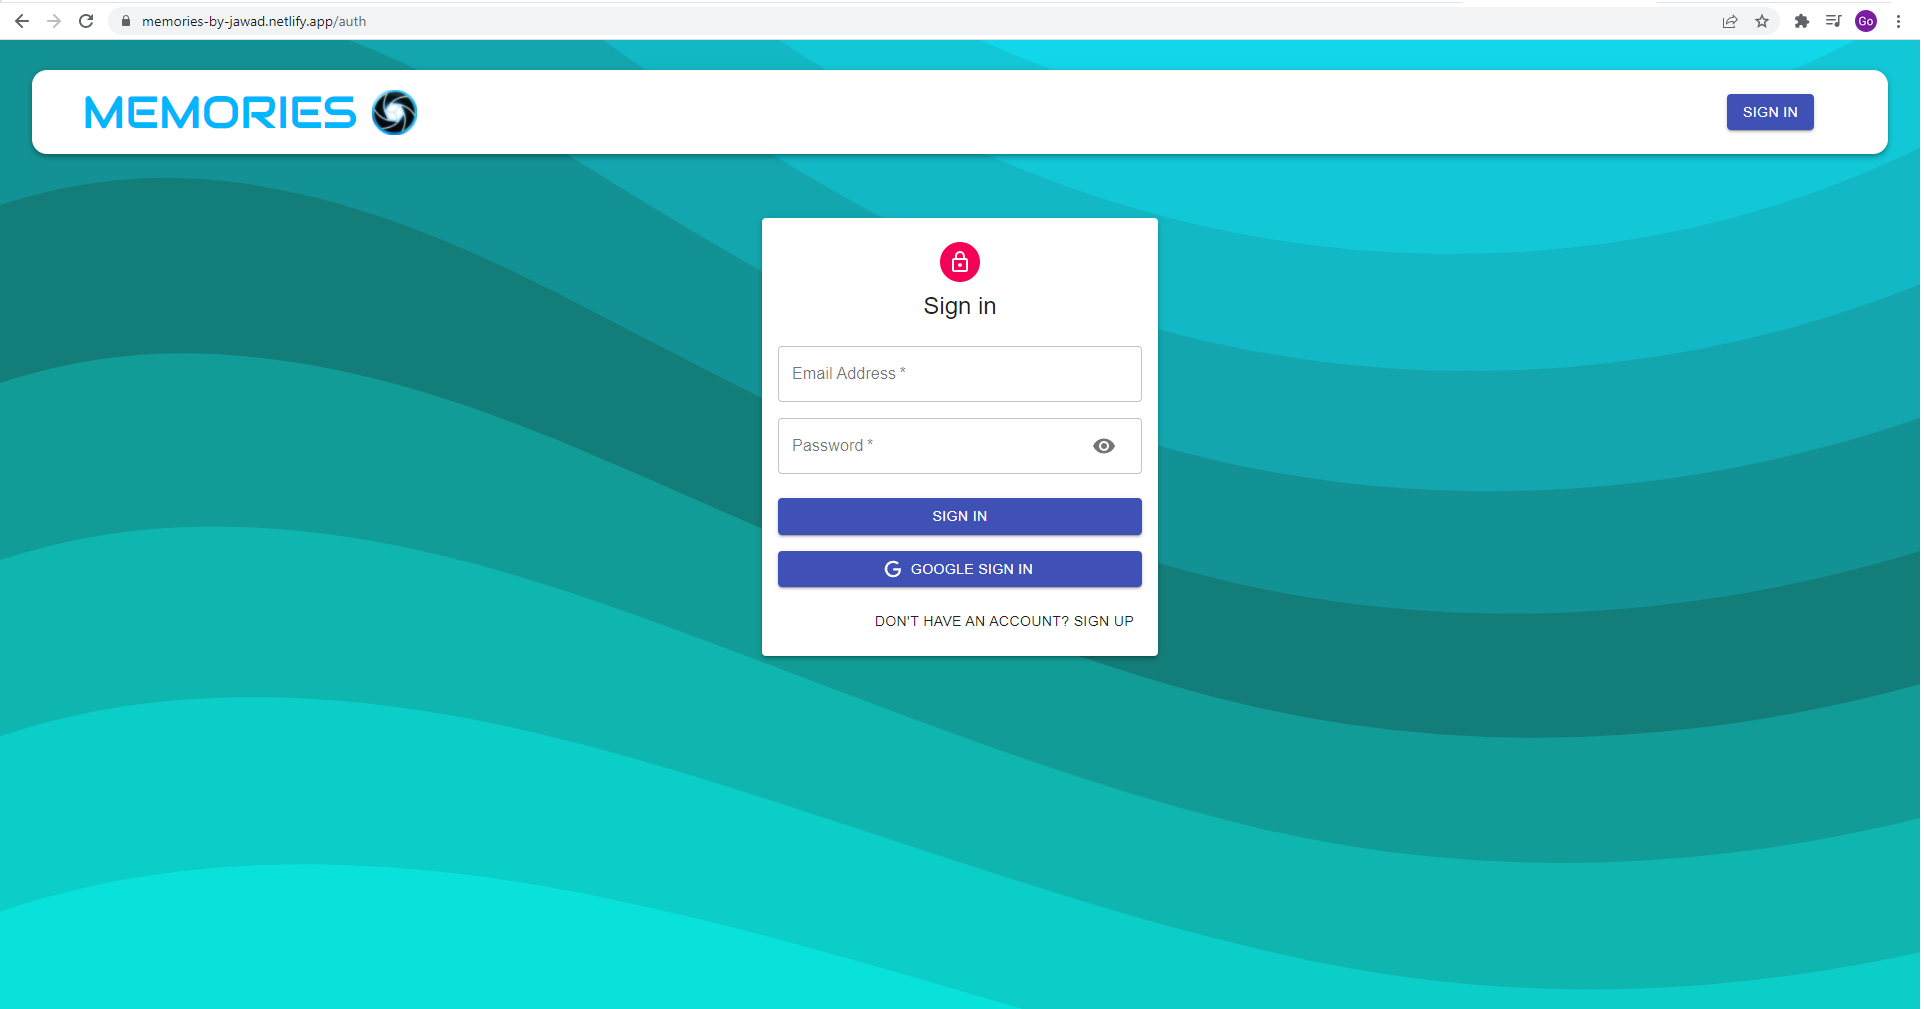 memories-by-jawad.netlify.app/auth
Go
MEMORIES
SIGN IN
Sign in
Email Address *
Password *
SIGN IN
G GOOGLE SIGN IN
DON'T HAVE AN ACCOUNT? SIGN UP